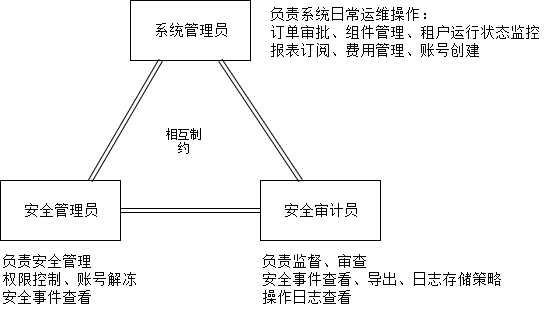 系统管理员
负责系统日常运维操作：
订单审批、组件管理、租户运行状态监控
报表订阅、费用管理、账号创建
相互制
约
安全管理员
安全审计员
负责安全管理
权限控制、账号解冻
安全事件查看
负责监督、审查
安全事件查看、导出、日志存储策略
操作日志查看